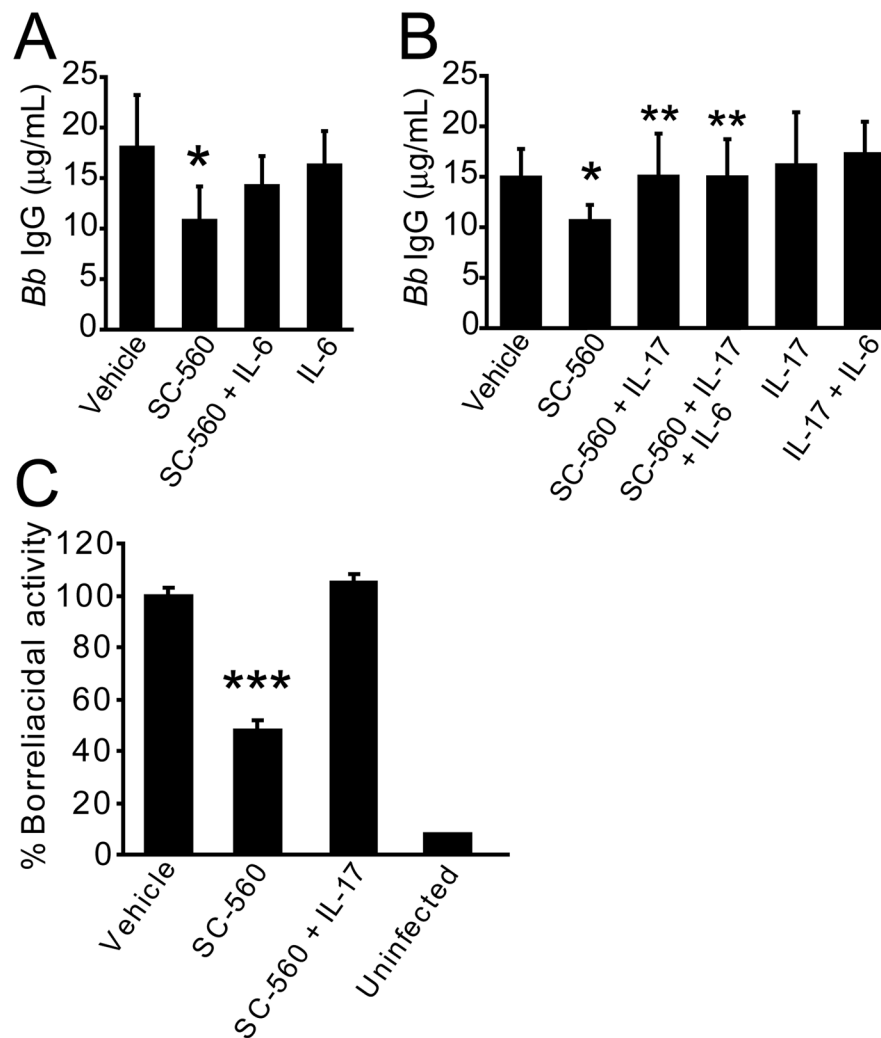 A
Bb IgG (μg/mL)
25
20
15
10
5
0
*
Vehicle
SC-560
SC-560 + IL-6
IL-6
B
Bb IgG (μg/mL)
25
20
15
10
5
0
*
**
**
Vehicle
SC-560
SC-560 + IL-17
SC-560 + IL-17
+ IL-6
IL-17
IL-17 + IL-6
C
% Borreliacidal activity
120
100
80
60
40
20
0
***
Vehicle
SC-560
SC-560 + IL-17
Uninfected